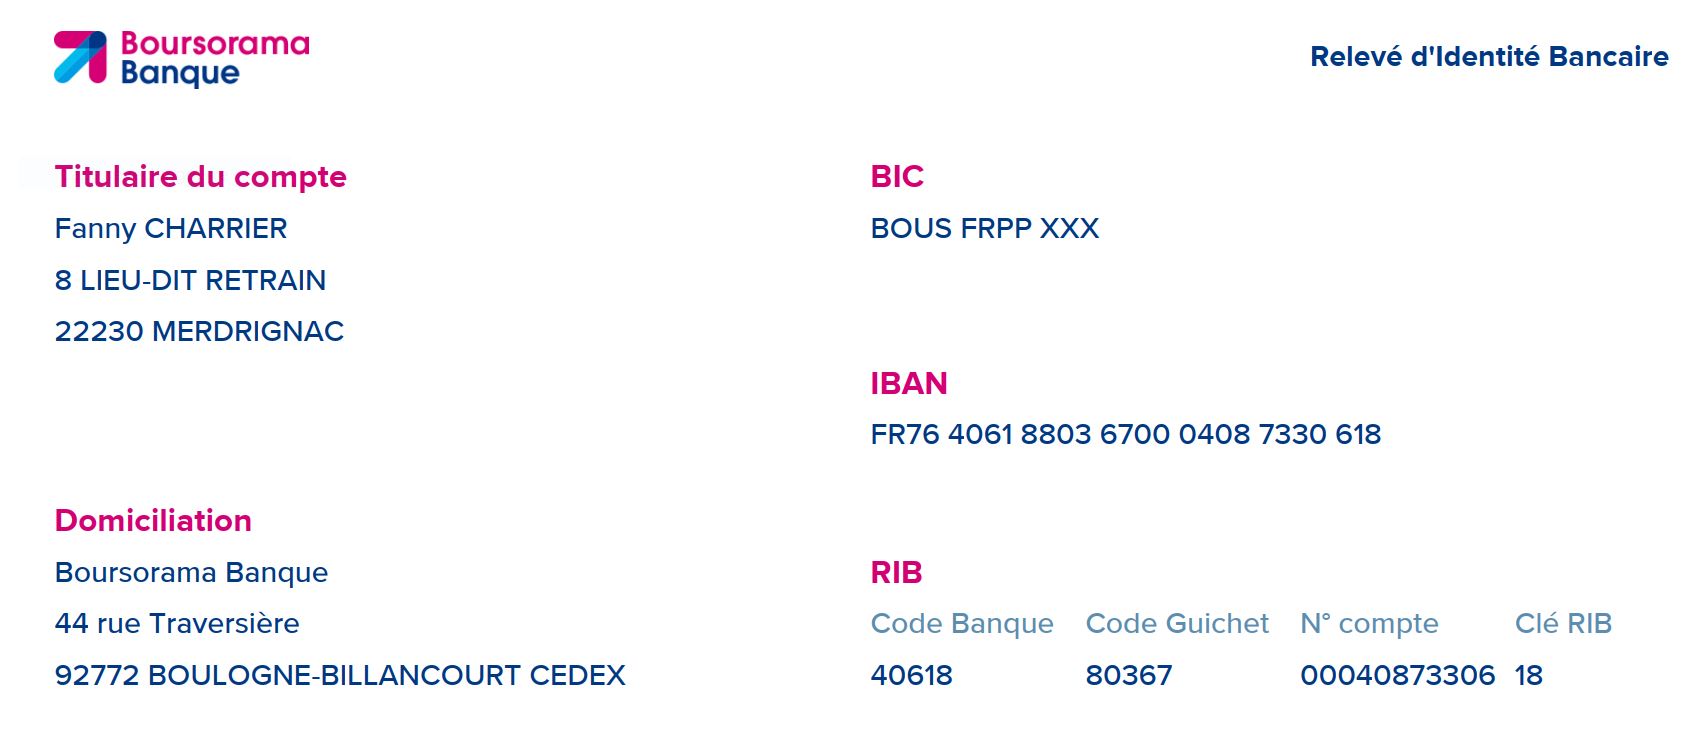 Boursorama
Banque
Relevé d'Identité Bancaire
Titulaire du compte
Fanny CHARRIER
8 LIEU-DIT RETRAIN
22230 MERDRIGNAC
BIC
BOUS FRPP XXX
IBAN
FR76 4061 8803 6700 0408 7330 618
Domiciliation
Boursorama Banque
44 rue Traversière
92772 BOULOGNE-BILLANCOURT CEDEX
RIB
Code Banque Code Guichet N° compte Clé RIB
40618 80367 00040873306 18